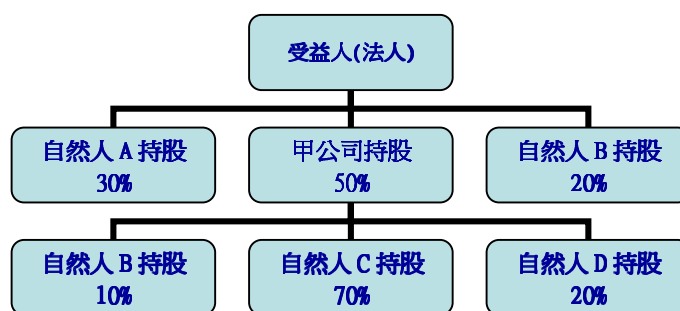 受益人(法人)
自然人 A 持股
30%
甲公司持股
50%
自然人 B 持股
20%
自然人 B 持股
10%
自然人 C 持股
70%
自然人 D 持股
20%